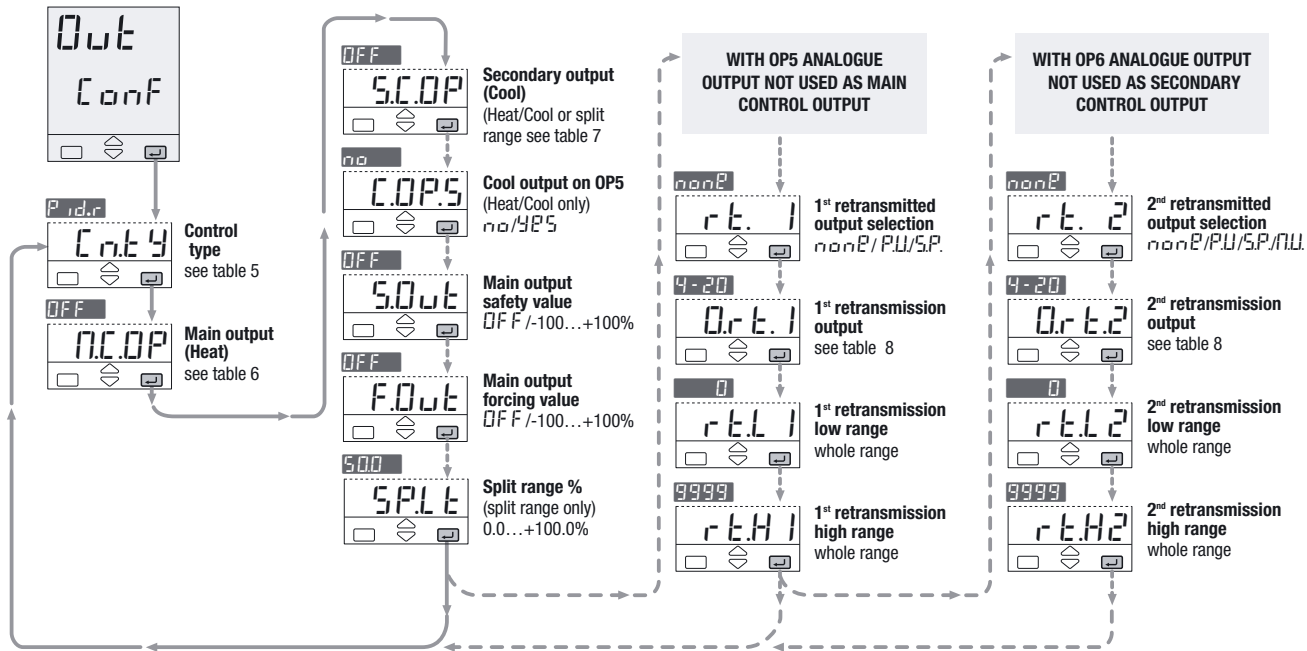 Out
Conf
Pid.r
Cn.tY
Control
type
see table 5
OFF
M.C.OP
Main output
(Heat)
see table 6
OFF
S.C.OP
Secondary output
(Cool)
(Heat/Cool or split
range see table 7
no
C.OP.5
Cool output on OP5
(Heat/Cool only)
no/YES
OFF
S.Out
Main output
safety value
OFF/-100…+100%
OFF
F.Out
Main output
forcing value
OFF/-100…+100%
50.0
SP.Lt
Split range %
(split range only)
0.0…+100.0%
WITH OP5 ANALOGUE
OUTPUT NOT USED AS MAIN
CONTROL OUTPUT
nonE
rt. 1
1st retransmitted
output selection
nonE/P.V./S.P.
4-20
O.rt.1
1st retransmission
output
see table 8
0
rt.L1
1st retransmission
low range
whole range
9999
rt.H1
1st retransmission
high range
whole range
WITH OP6 ANALOGUE OUTPUT
NOT USED AS SECONDARY
CONTROL OUTPUT
nonE
rt. 2
2nd retransmitted
output selection
nonE/P.V./S.P./M.V.
4-20
O.rt.2
2nd retransmission
output
see table 8
0
rt.L2
2nd retransmission
low range
whole range
9999
rt.H2
2nd retransmission
high range
whole range